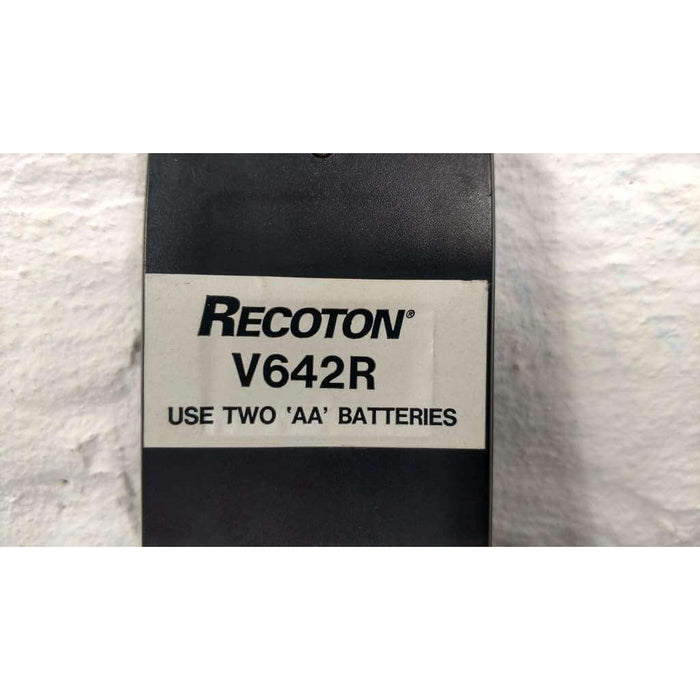 RECOTON®
V642R
USE TWO 'AA' BATTERIES